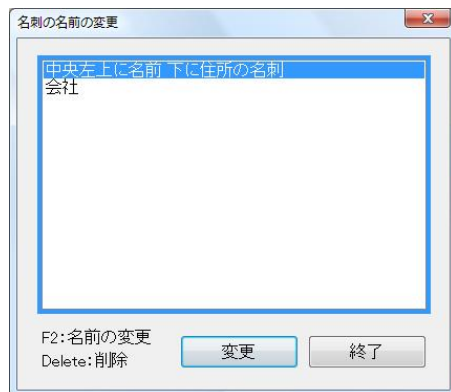 名刺の名前の変更
中央左上に名前 下に住所の名刺
会社
F2:名前の変更
Delete:削除
変更
終了